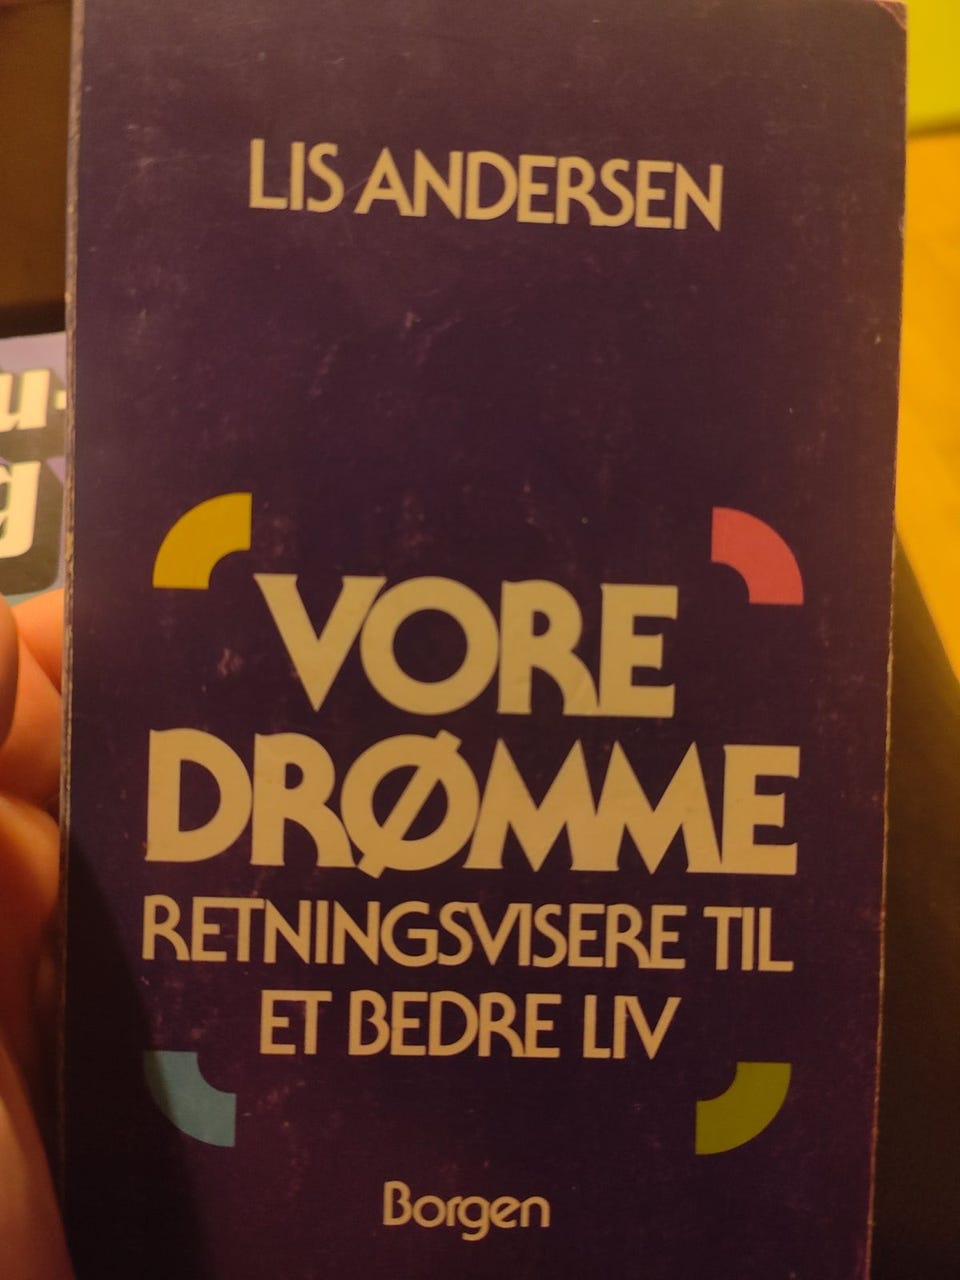 LIS ANDERSEN
VORE
DRØMME
RETNINGSVISERE TIL
ET BEDRE LIV
Borgen
u-
g